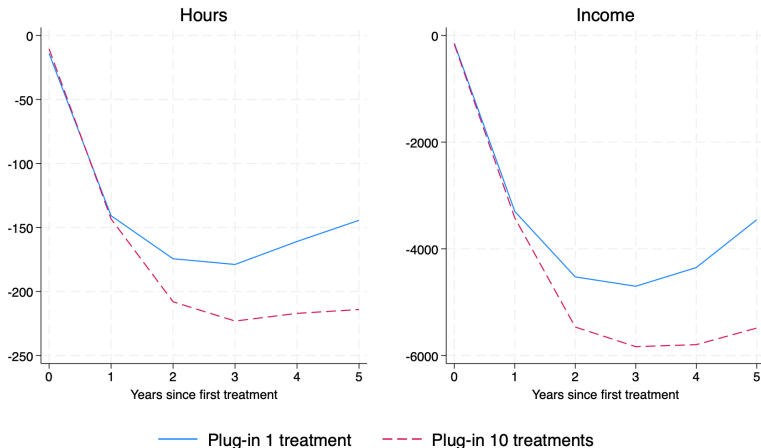 Hours
0
-50
-100
-150
-200
-250
0 1 2 3 4 5
Years since first treatment
Income
0
-2000
-4000
-6000
0 1 2 3 4 5
Years since first treatment
Plug-in 1 treatment Plug-in 10 treatments